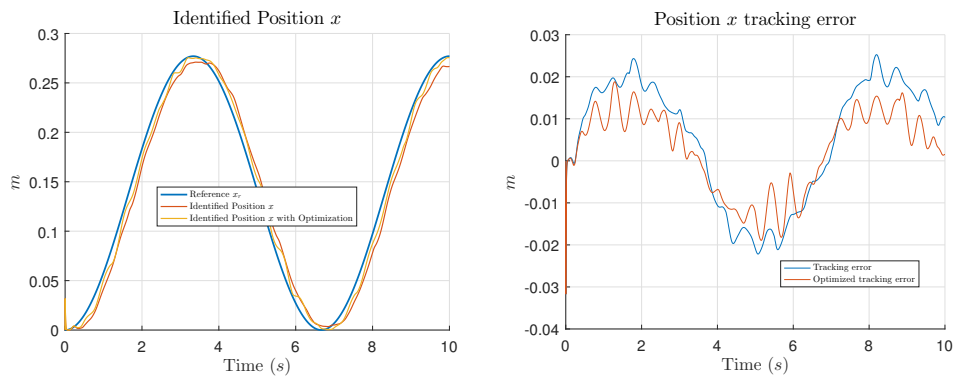 Identified Position x
0.3
0.25
0.2
0.15
0.1
0.05
0
m
Reference xᵣ
Identified Position x
Identified Position x with Optimization
0 2 4 6 8 10
Time (s)
Position x tracking error
0.03
0.02
0.01
0
-0.01
-0.02
-0.03
-0.04
m
Tracking error
Optimized tracking error
0 2 4 6 8 10
Time (s)